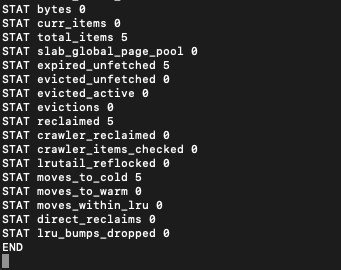 STAT bytes 0
STAT curr_items 0
STAT total_items 5
STAT slab_global_page_pool 0
STAT expired_unfetched 5
STAT evicted_unfetched 0
STAT evicted_active 0
STAT evictions 0
STAT reclaimed 5
STAT crawler_reclaimed 0
STAT crawler_items_checked 0
STAT lrutail_reflocked 0
STAT moves_to_cold 5
STAT moves_to_warm 0
STAT moves_within_lru 0
STAT direct_reclaims 0
STAT lru_bumps_dropped 0
END